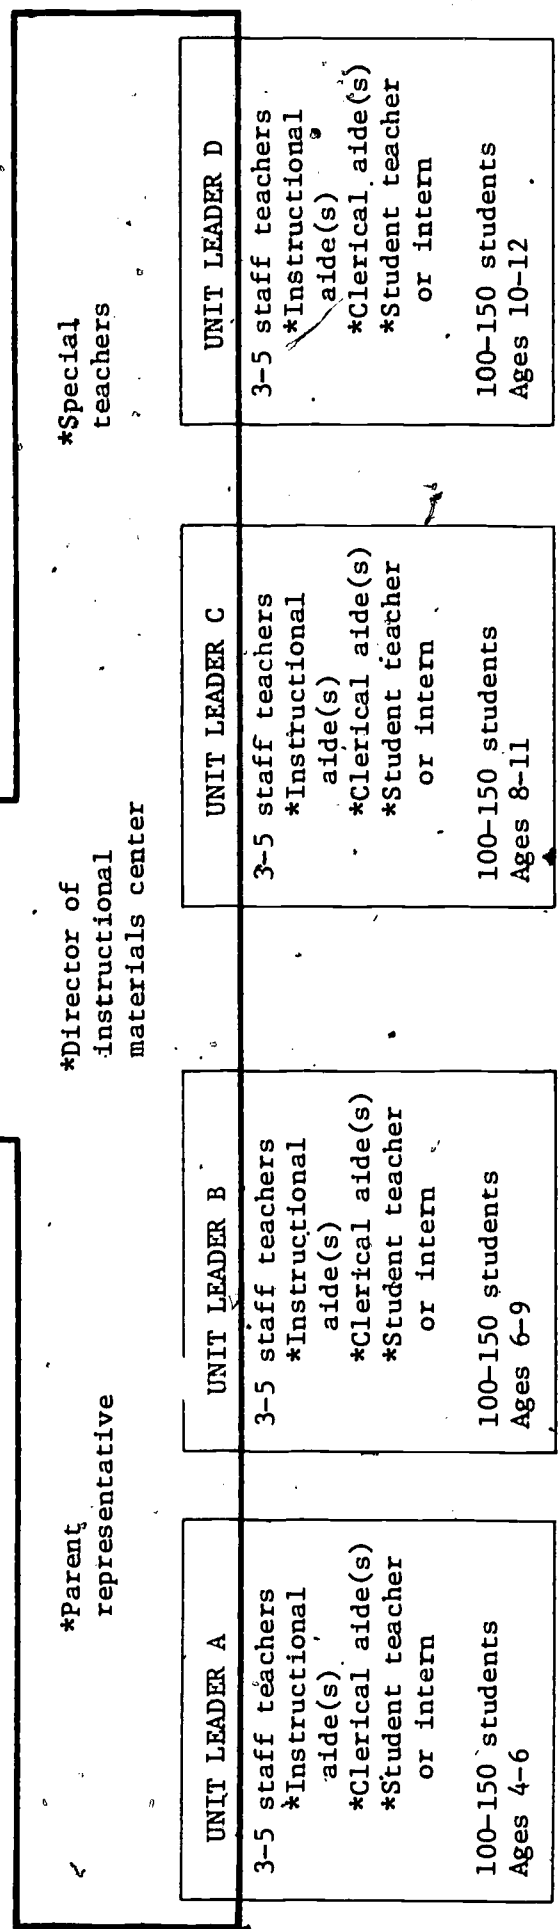 *Parent
representative
*Director of
instructional
materials center
*Special
teachers
UNIT LEADER A
3-5 staff teachers
*Instructional
aide(s)
*Clerical aide(s)
*Student teacher
or intern
100-150 students
Ages 4-6
UNIT LEADER B
3-5 staff teachers
*Instructional
aide(s)
*Clerical aide(s)
*Student teacher
or intern
100-150 students
Ages 6-9
UNIT LEADER C
3-5 staff teachers
*Instructional
aide(s)
*Clerical aide(s)
*Student teacher
or intern
100-150 students
Ages 8-11
UNIT LEADER D
3-5 staff teachers
*Instructional
aide(s)
*Clerical aide(s)
*Student teacher
or intern
100-150 students
Ages 10-12